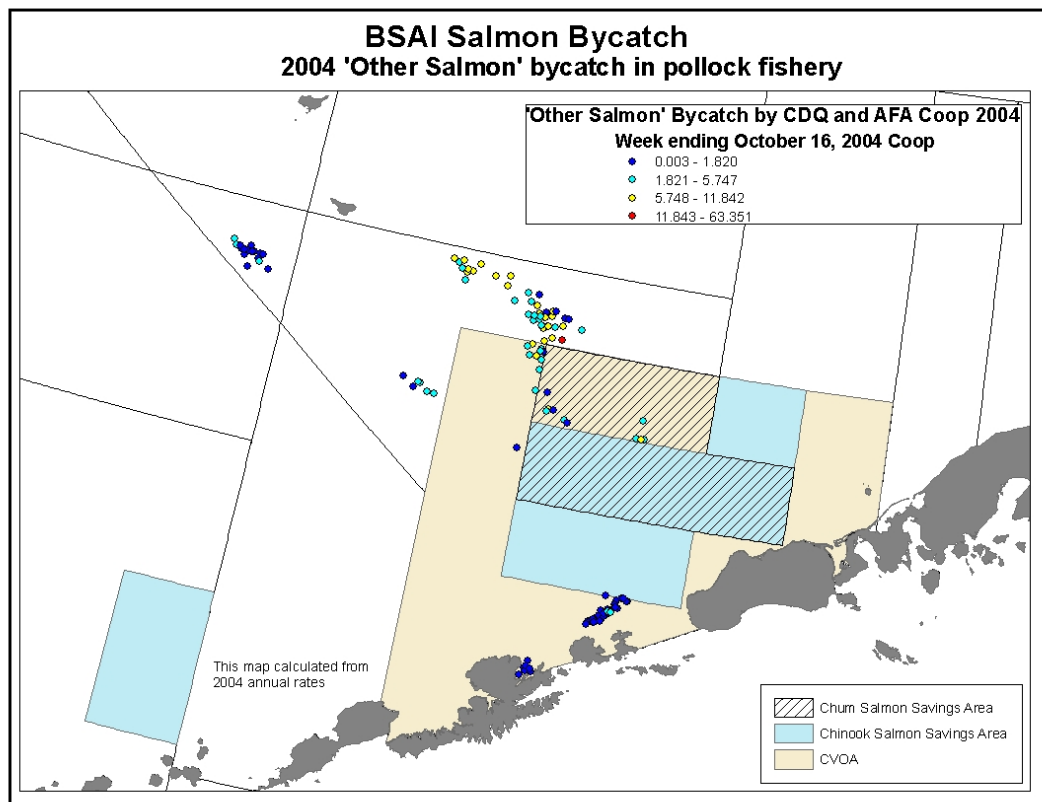 BSAI Salmon Bycatch
2004 'Other Salmon' bycatch in pollock fishery
'Other Salmon' Bycatch by CDQ and AFA Coop 2004
Week ending October 16, 2004 Coop
0.003 - 1.820
1.821 - 5.747
5.748 - 11.842
11.843 - 63.351
This map calculated from
2004 annual rates
Chum Salmon Savings Area
Chinook Salmon Savings Area
CVOA